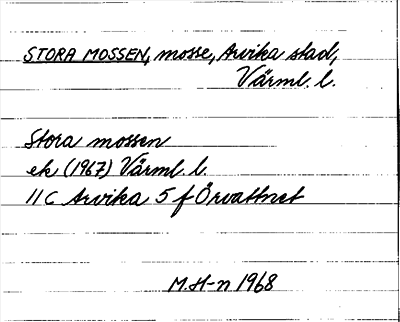 STORA MOSSEN, mosse, Arvika stad,
Värml. l.
Stora mossen
ek (1967) Värml. l.
11 C Arvika 5 f Örvattnet
M. H-n 1968